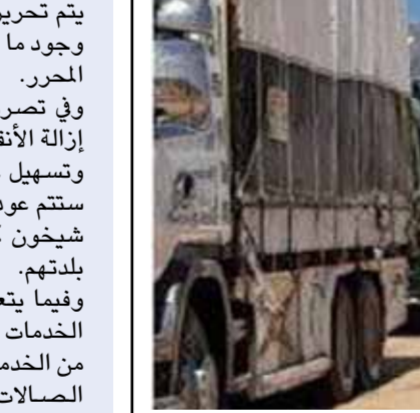 يتم تحرير
وجود ما
المحرر.
وفي تصر
إزالة الأنق
وتسهيل
ستتم عود
شيخون
بلدتهم.
وفيما يتع
الخدمات
من الخدم
الصالات